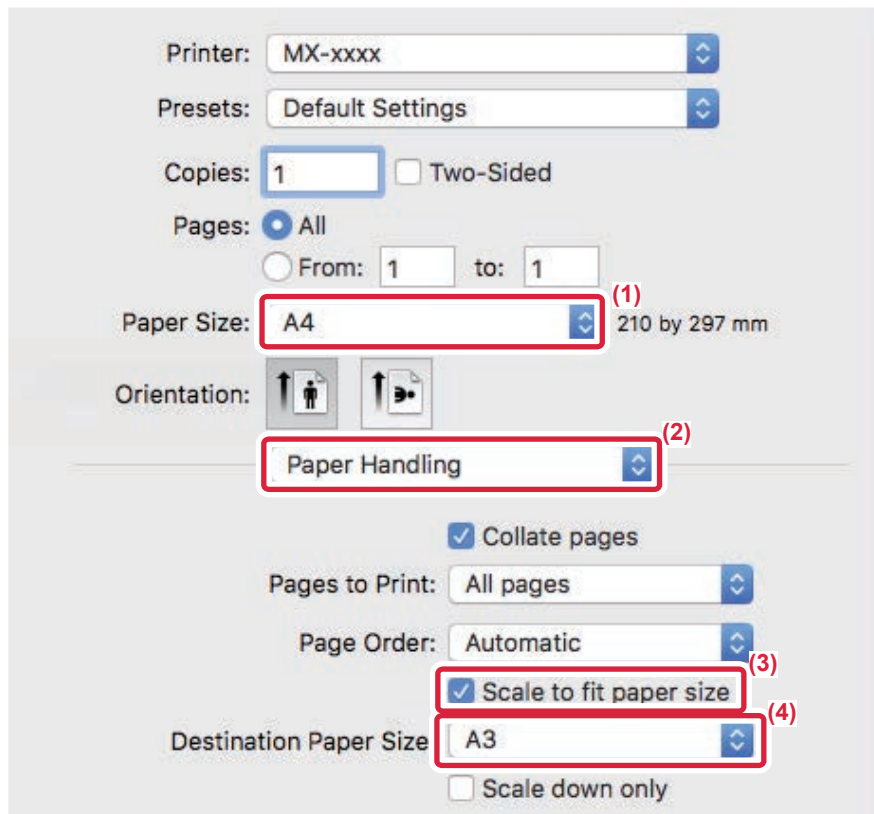 Printer: MX-xxxx
Presets: Default Settings
Copies: 1 Two-Sided
Pages: All
From: 1 to: 1
(1)
Paper Size: A4 210 by 297 mm
Orientation:
(2)
Paper Handling
Collate pages
Pages to Print: All pages
Page Order: Automatic
(3)
Scale to fit paper size
(4)
Destination Paper Size A3
Scale down only